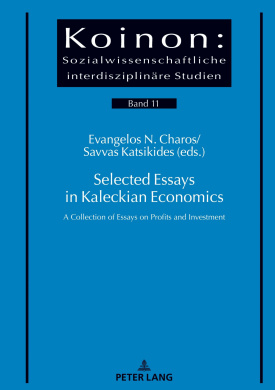 Koinon:
Sozialwissenschaftliche
interdisziplinäre Studien
Band 11
Evangelos N. Charos/
Savvas Katsikides (eds.)
Selected Essays
in Kaleckian Economics
A Collection of Essays on Profits and Investment
PETER LANG